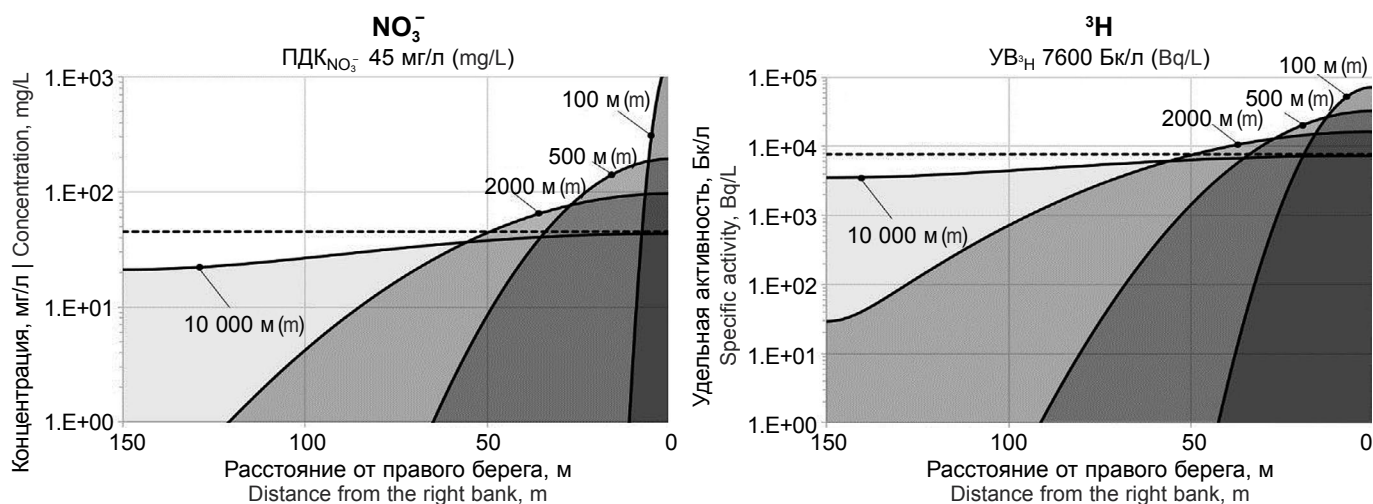 NO₃⁻
ПДК_NO₃⁻ 45 мг/л (mg/L)
Концентрация, мг/л | Concentration, mg/L
1.E+03
1.E+02
1.E+01
1.E+00
100 м (m)
500 м (m)
2000 м (m)
10 000 м (m)
150 100 50 0
Расстояние от правого берега, м
Distance from the right bank, m
³H
УВ³H 7600 Бк/л (Bq/L)
Удельная активность, Бк/л
Specific activity, Bq/L
1.E+05
1.E+04
1.E+03
1.E+02
1.E+01
1.E+00
100 м (m)
500 м (m)
2000 м (m)
10 000 м (m)
150 100 50 0
Расстояние от правого берега, м
Distance from the right bank, m